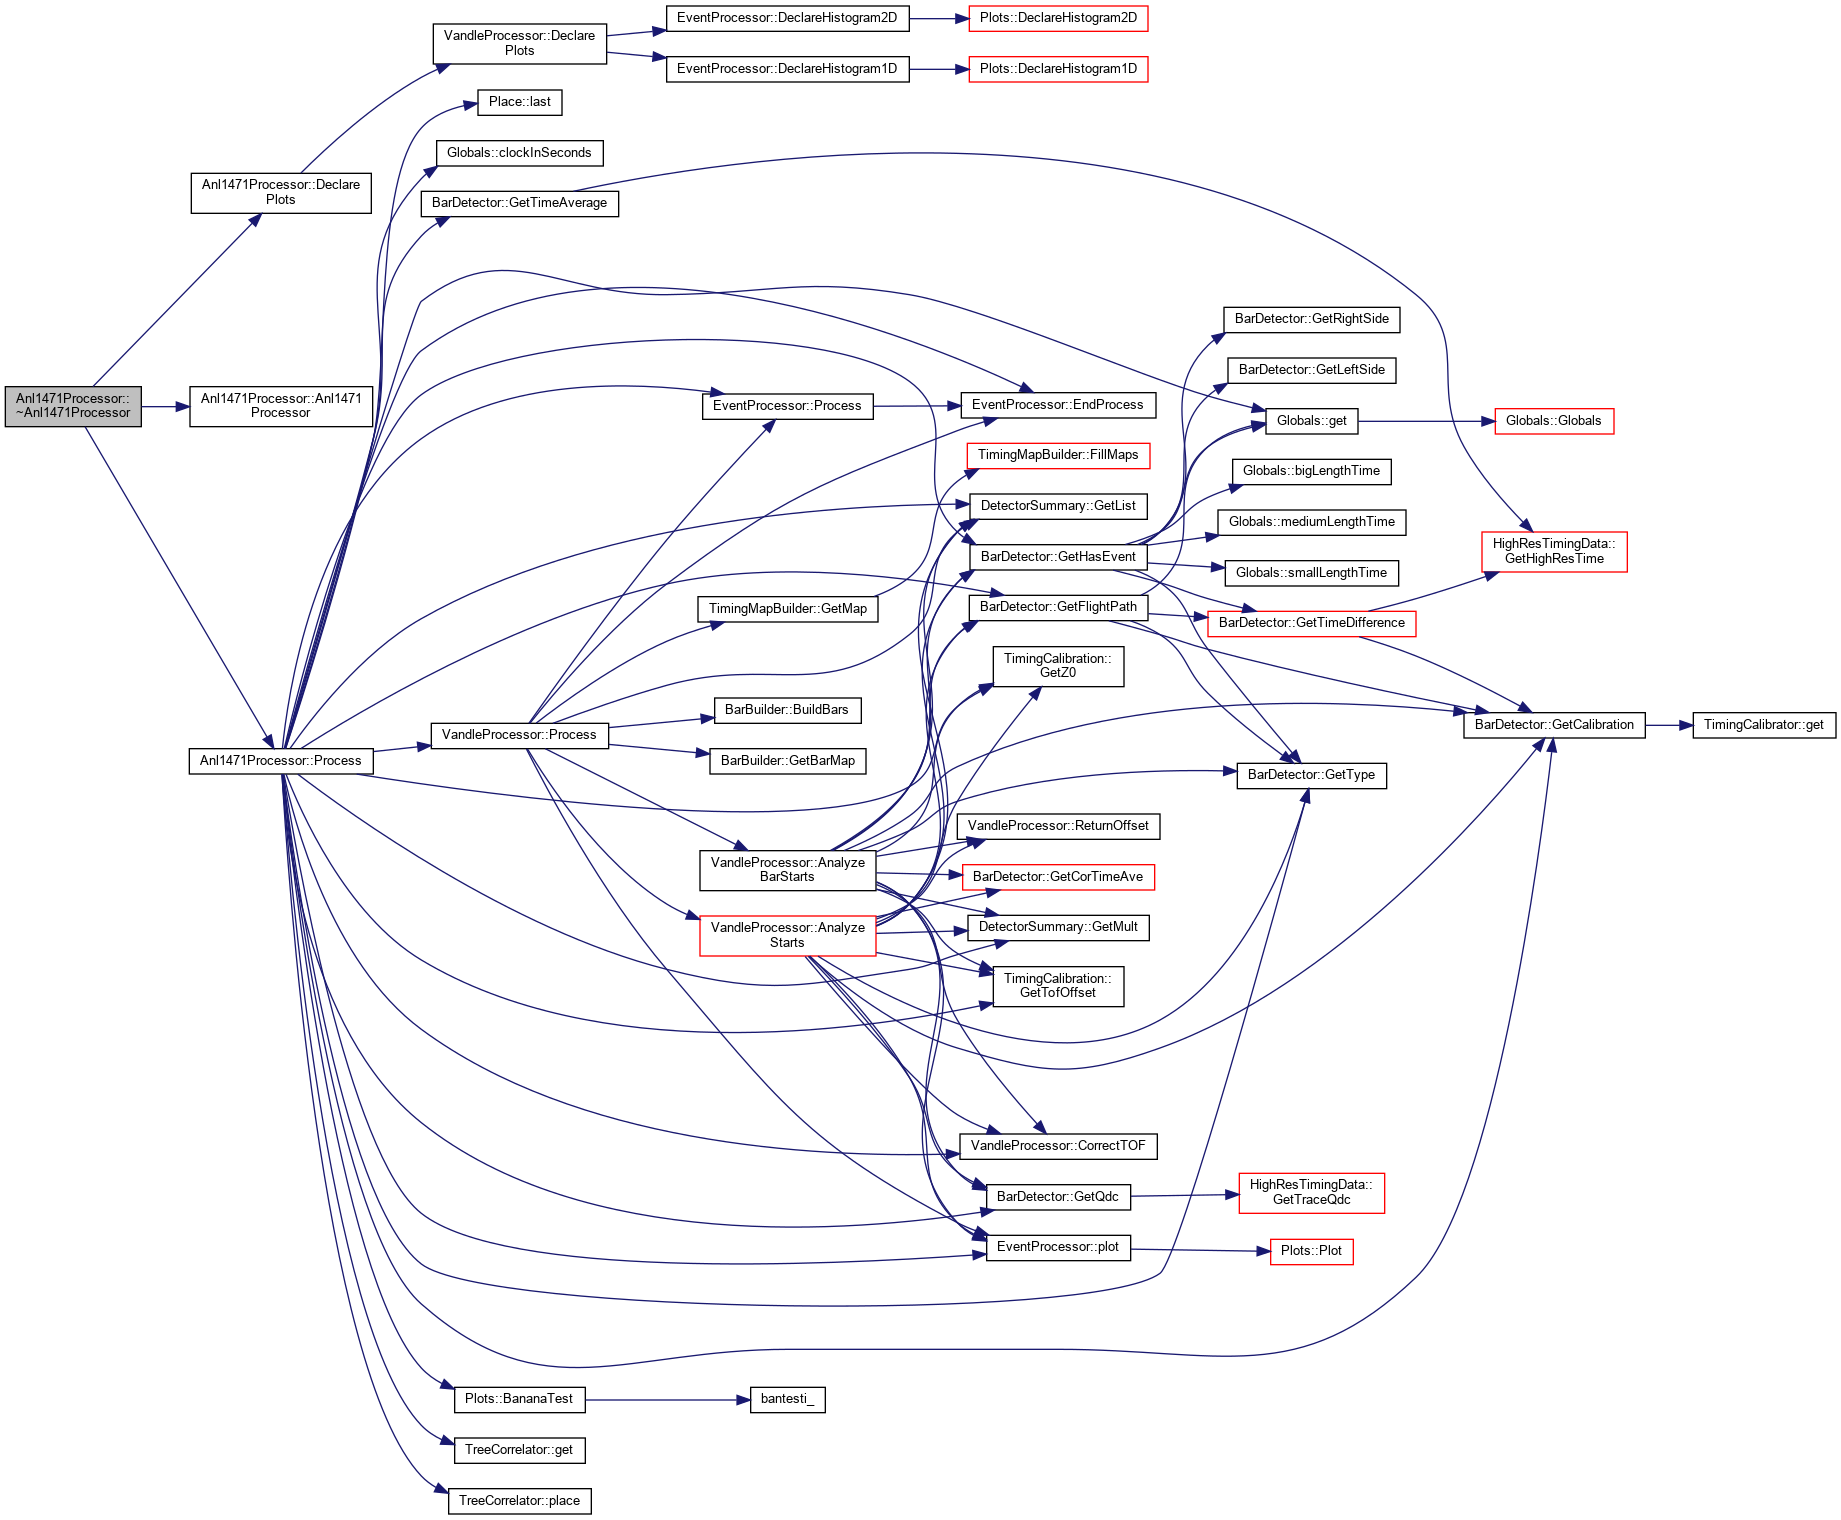 Anl1471Processor::
~Anl1471Processor
Anl1471Processor::Declare
Plots
Anl1471Processor::Anl1471
Processor
Anl1471Processor::Process
VandleProcessor::Declare
Plots
Place::last
Globals::clockInSeconds
BarDetector::GetTimeAverage
VandleProcessor::Process
Plots::BananaTest
TreeCorrelator::get
TreeCorrelator::place
EventProcessor::DeclareHistogram2D
EventProcessor::DeclareHistogram1D
EventProcessor::Process
TimingMapBuilder::GetMap
BarBuilder::BuildBars
BarBuilder::GetBarMap
VandleProcessor::Analyze
BarStarts
VandleProcessor::Analyze
Starts
bantesti_
Plots::DeclareHistogram2D
Plots::DeclareHistogram1D
EventProcessor::EndProcess
TimingMapBuilder::FillMaps
DetectorSummary::GetList
BarDetector::GetHasEvent
BarDetector::GetFlightPath
TimingCalibration::
GetZ0
VandleProcessor::ReturnOffset
BarDetector::GetCorTimeAve
DetectorSummary::GetMult
TimingCalibration::
GetTofOffset
VandleProcessor::CorrectTOF
BarDetector::GetQdc
EventProcessor::plot
BarDetector::GetRightSide
BarDetector::GetLeftSide
Globals::get
Globals::bigLengthTime
Globals::mediumLengthTime
Globals::smallLengthTime
BarDetector::GetTimeDifference
BarDetector::GetType
HighResTimingData::
GetTraceQdc
Plots::Plot
Globals::Globals
HighResTimingData::
GetHighResTime
BarDetector::GetCalibration
TimingCalibrator::get